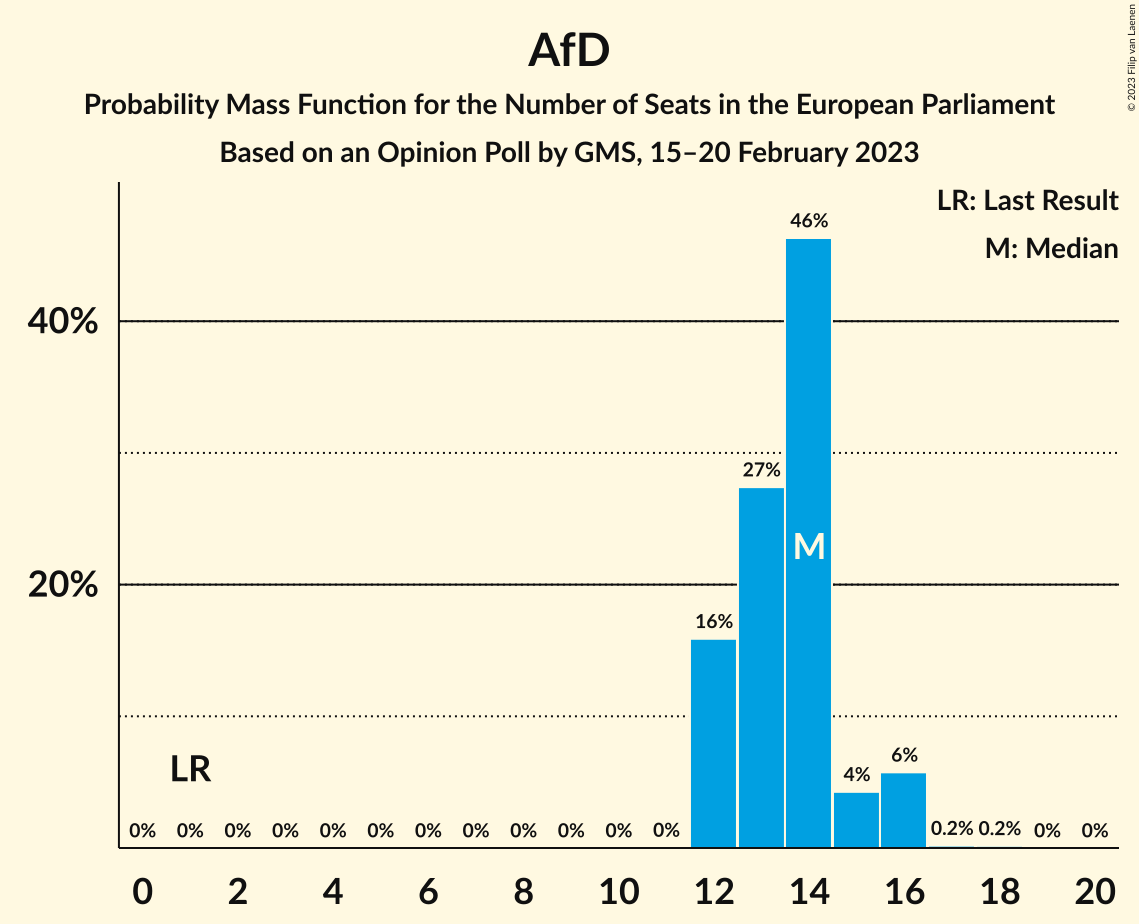 AfD
Probability Mass Function for the Number of Seats in the European Parliament
Based on an Opinion Poll by GMS, 15–20 February 2023
© 2023 Filip van Laenen
LR: Last Result
M: Median
46%
40%
27%
M
20%
16%
LR
6%
4%
0% 0% 0% 0% 0% 0% 0% 0% 0% 0% 0% 0% 0.2% 0.2% 0% 0%
0 2 4 6 8 10 12 14 16 18 20